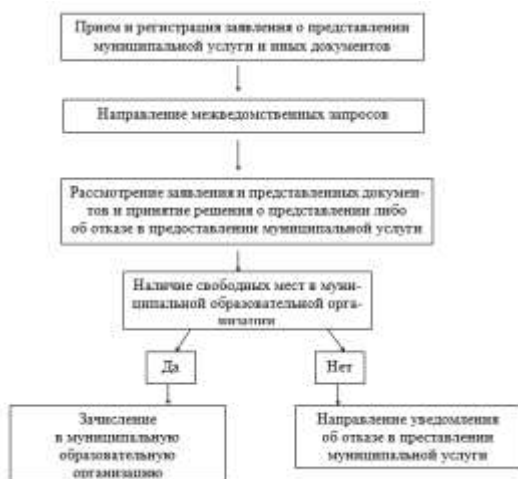 Прием и регистрация заявления о представлении
муниципальной услуги и иных документов
Направление межведомственных запросов
Рассмотрение заявления и представленных докумен-
тов и принятие решения о представлении либо
об отказе в предоставлении муниципальной услуги
Наличие свободных мест в муни-
ципальной образовательной орга-
низации
Да
Нет
Зачисление
в муниципальную
образовательную
организацию
Направление уведомления
об отказе в преставлении
муниципальной услуги